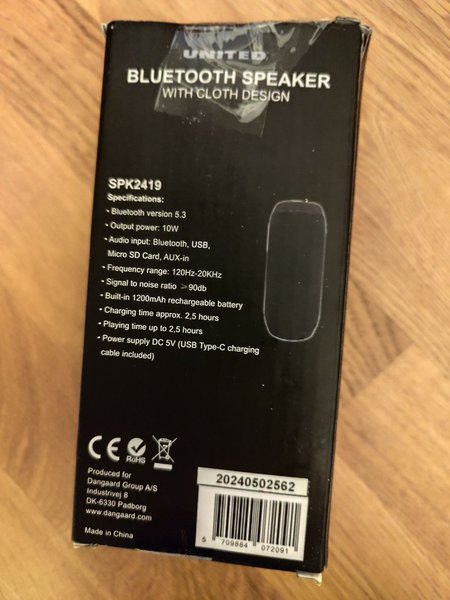 UNITED
BLUETOOTH SPEAKER
WITH CLOTH DESIGN
SPK2419
Specifications:
• Bluetooth version 5.3
• Output power: 10W
• Audio input: Bluetooth, USB,
Micro SD Card, AUX-in
• Frequency range: 120Hz-20KHz
• Signal to noise ratio ≥90db
• Built-in 1200mAh rechargeable battery
• Charging time approx. 2,5 hours
• Playing time up to 2,5 hours
• Power supply DC 5V (USB Type-C charging
cable included)
CE RoHS
Produced for
Dangaard Group A/S
Industrivej 8
DK-6330 Padborg
www.dangaard.com
Made in China
20240502562
5 709884 072091